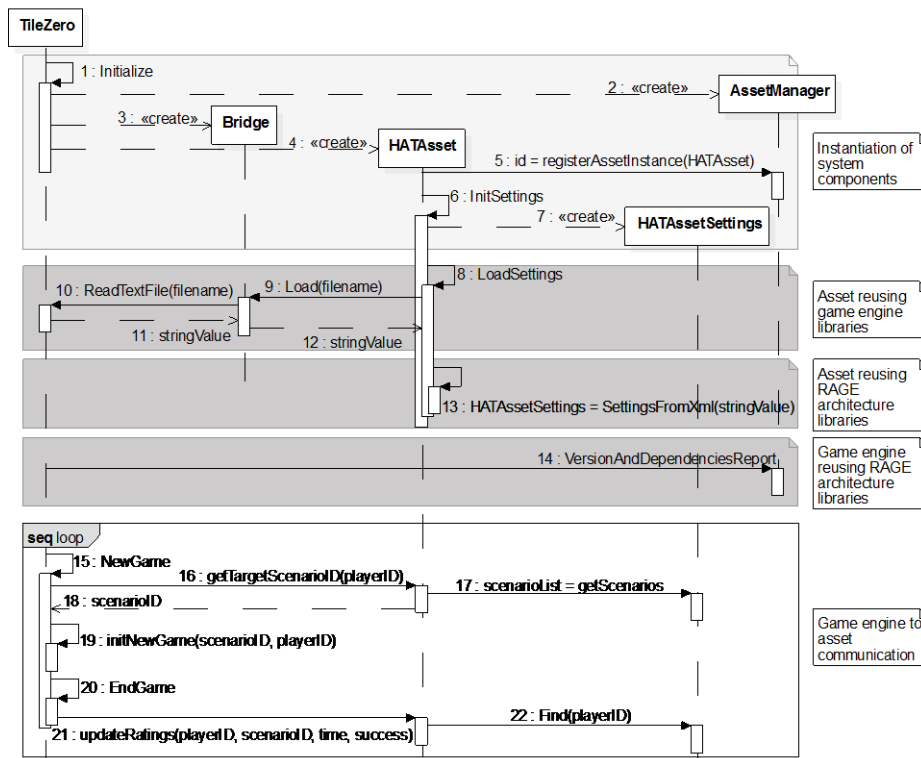 TileZero
1 : Initialize
2 : «create»
AssetManager
3 : «create»
Bridge
4 : «create»
HATAsset
5 : id = registerAssetInstance(HATAsset)
Instantiation of
system
components
6 : InitSettings
7 : «create»
HATAssetSettings
8 : LoadSettings
9 : Load(filename)
10 : ReadTextFile(filename)
11 : stringValue
12 : stringValue
Asset reusing
game engine
libraries
13 : HATAssetSettings = SettingsFromXml(stringValue)
Asset reusing
RAGE
architecture
libraries
14 : VersionAndDependenciesReport
Game engine
reusing RAGE
architecture
libraries
seq loop
15 : NewGame
16 : getTargetScenarioID(playerID)
17 : scenarioList = getScenarios
18 : scenarioID
19 : initNewGame(scenarioID, playerID)
20 : EndGame
21 : updateRatings(playerID, scenarioID, time, success)
22 : Find(playerID)
Game engine to
asset
communication